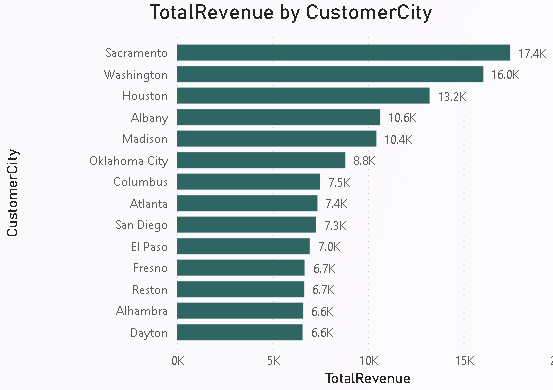 TotalRevenue by CustomerCity
CustomerCity
Sacramento 17.4K
Washington 16.0K
Houston 13.2K
Albany 10.6K
Madison 10.4K
Oklahoma City 8.8K
Columbus 7.5K
Atlanta 7.4K
San Diego 7.3K
El Paso 7.0K
Fresno 6.7K
Reston 6.7K
Alhambra 6.6K
Dayton 6.6K
0K 5K 10K 15K
TotalRevenue